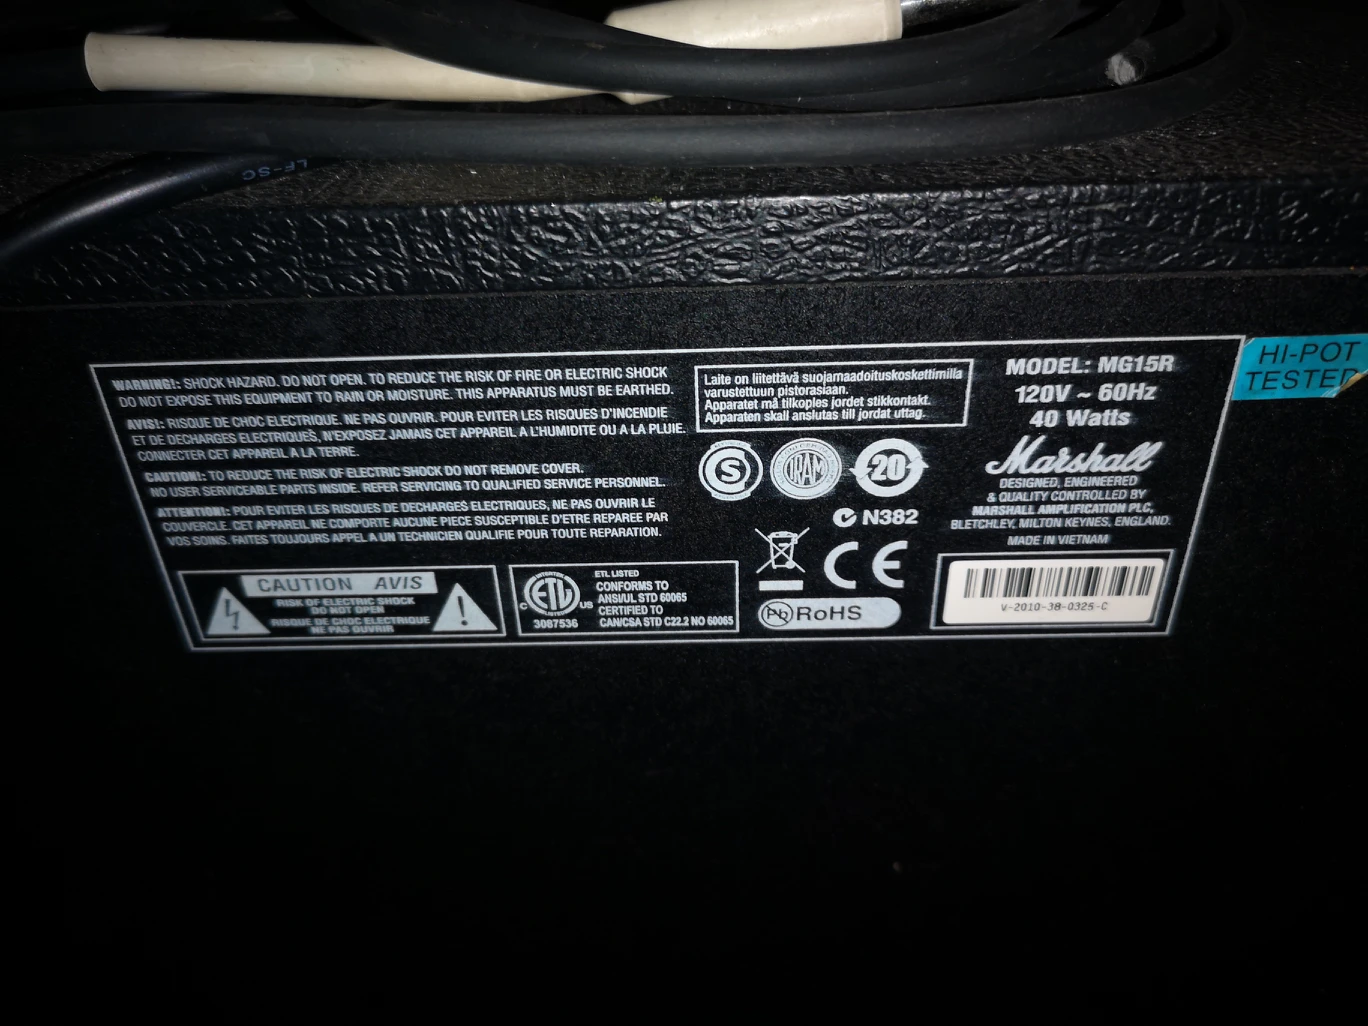 LF-SC
HI-POT
TESTED
WARNING!: SHOCK HAZARD. DO NOT OPEN. TO REDUCE THE RISK OF FIRE OR ELECTRIC SHOCK
DO NOT EXPOSE THIS EQUIPMENT TO RAIN OR MOISTURE. THIS APPARATUS MUST BE EARTHED.
AVIS!: RISQUE DE CHOC ELECTRIQUE. NE PAS OUVRIR. POUR EVITER LES RISQUES D'INCENDIE
ET DE DECHARGES ELECTRIQUES, N'EXPOSEZ JAMAIS CET APPAREIL A L'HUMIDITE OU A LA PLUIE.
CONNECTER CET APPAREIL A LA TERRE.
CAUTION!: TO REDUCE THE RISK OF ELECTRIC SHOCK DO NOT REMOVE COVER.
NO USER SERVICEABLE PARTS INSIDE. REFER SERVICING TO QUALIFIED SERVICE PERSONNEL.
ATTENTION!: POUR EVITER LES RISQUES DE DECHARGES ELECTRIQUES, NE PAS OUVRIR LE
COUVERCLE. CET APPAREIL NE COMPORTE AUCUNE PIECE SUSCEPTIBLE D'ETRE REPAREE PAR
VOS SOINS. FAITES TOUJOURS APPEL A UN TECHNICIEN QUALIFIE POUR TOUTE REPARATION.
CAUTION AVIS
RISK OF ELECTRIC SHOCK
DO NOT OPEN
RISQUE DE CHOC ELECTRIQUE
NE PAS OUVRIR
INTERTEK
ETL
LISTED
C US
3087536
ETL LISTED
CONFORMS TO
ANSI/UL STD 60065
CERTIFIED TO
CAN/CSA STD C22.2 NO 60065
Laite on liitettävä suojamaadoituskoskettimilla
varustettuun pistorasiaan.
Apparatet må tilkoples jordet stikkontakt.
Apparaten skall anslutas till jordat uttag.
S
IRAM
20
N382
CE
Pb RoHS
MODEL: MG15R
120V ~ 60Hz
40 Watts
Marshall
DESIGNED, ENGINEERED
& QUALITY CONTROLLED BY
MARSHALL AMPLIFICATION PLC,
BLETCHLEY, MILTON KEYNES, ENGLAND.
MADE IN VIETNAM
V-2010-38-0325-C